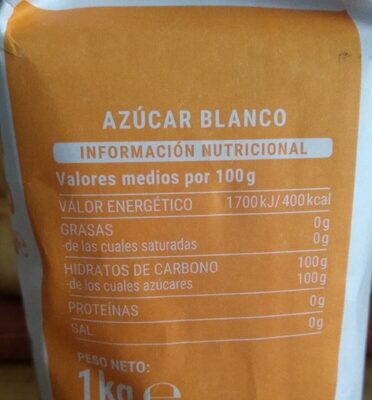 AZÚCAR BLANCO
INFORMACIÓN NUTRICIONAL
Valores medios por 100g
VALOR ENERGÉTICO 1700kJ/400kcal
GRASAS 0g
-de las cuales saturadas 0g
HIDRATOS DE CARBONO 100g
-de los cuales azúcares 100g
PROTEÍNAS 0g
SAL 0g
PESO NETO:
1kg ℮